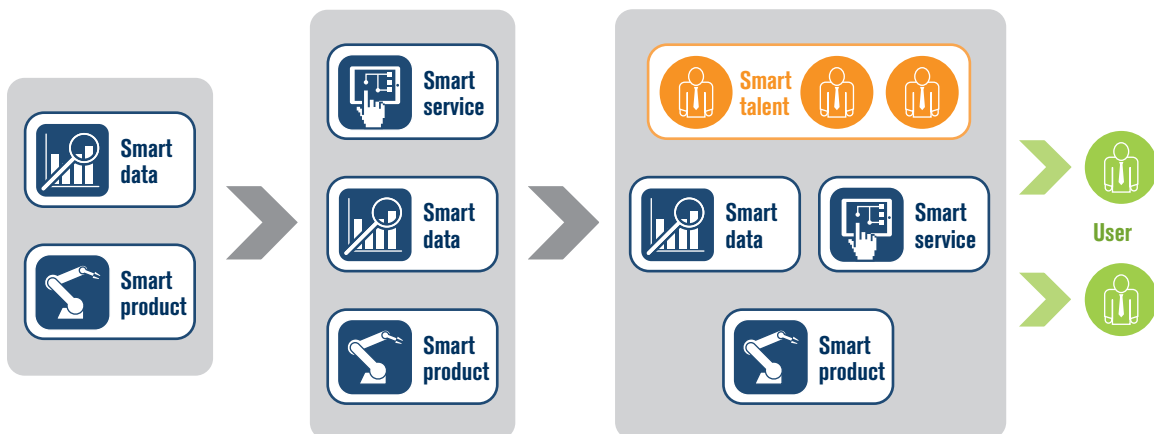 Smart
data
Smart
product
Smart
service
Smart
data
Smart
product
Smart
talent
Smart
data
Smart
service
Smart
product
User